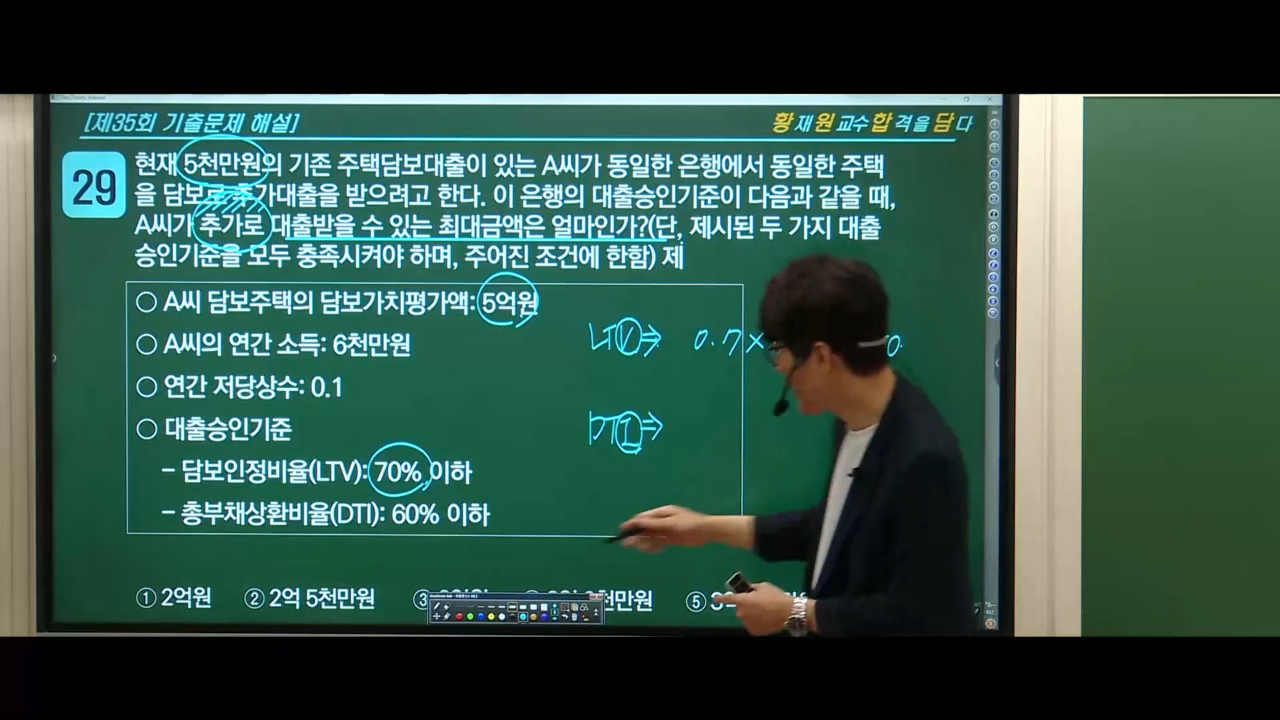 [제35회 기출문제 해설]
황재원교수합격을담다
29
현재 5천만원의 기존 주택담보대출이 있는 A씨가 동일한 은행에서 동일한 주택
을 담보로 추가대출을 받으려고 한다. 이 은행의 대출승인기준이 다음과 같을 때,
A씨가 추가로 대출받을 수 있는 최대금액은 얼마인가?(단, 제시된 두 가지 대출
승인기준을 모두 충족시켜야 하며, 주어진 조건에 한함) 제
○ A씨 담보주택의 담보가치평가액: 5억원
○ A씨의 연간 소득: 6천만원
LTV ⇒ 0.7×
○ 연간 저당상수: 0.1
○ 대출승인기준
DTI ⇒
- 담보인정비율(LTV): 70% 이하
- 총부채상환비율(DTI): 60% 이하
① 2억원 ② 2억 5천만원 ③ 천만원 ⑤